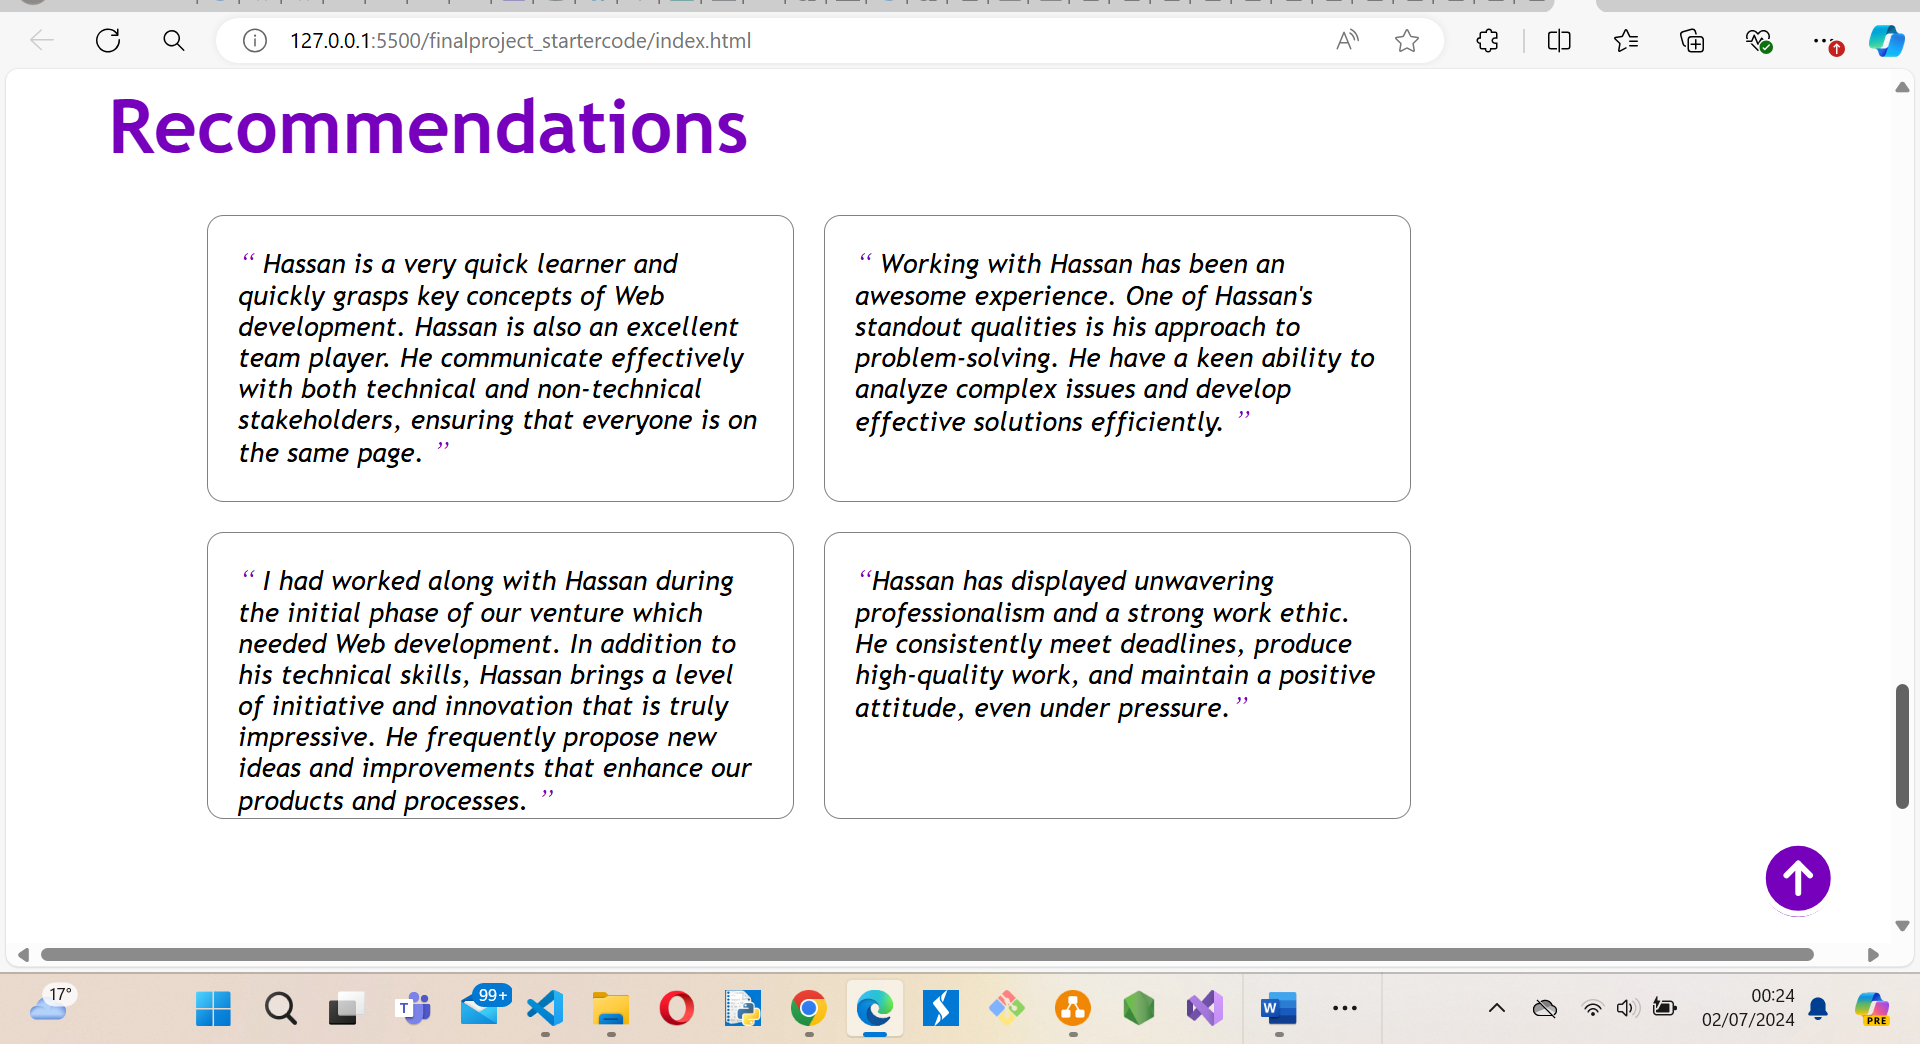 127.0.0.1:5500/finalproject_startercode/index.html
A
Recommendations
“ Hassan is a very quick learner and
quickly grasps key concepts of Web
development. Hassan is also an excellent
team player. He communicate effectively
with both technical and non-technical
stakeholders, ensuring that everyone is on
the same page. ”
“ Working with Hassan has been an
awesome experience. One of Hassan's
standout qualities is his approach to
problem-solving. He have a keen ability to
analyze complex issues and develop
effective solutions efficiently. ”
“ I had worked along with Hassan during
the initial phase of our venture which
needed Web development. In addition to
his technical skills, Hassan brings a level
of initiative and innovation that is truly
impressive. He frequently propose new
ideas and improvements that enhance our
products and processes. ”
“Hassan has displayed unwavering
professionalism and a strong work ethic.
He consistently meet deadlines, produce
high-quality work, and maintain a positive
attitude, even under pressure.”
17°
T
99+
W
00:24
02/07/2024
PRE